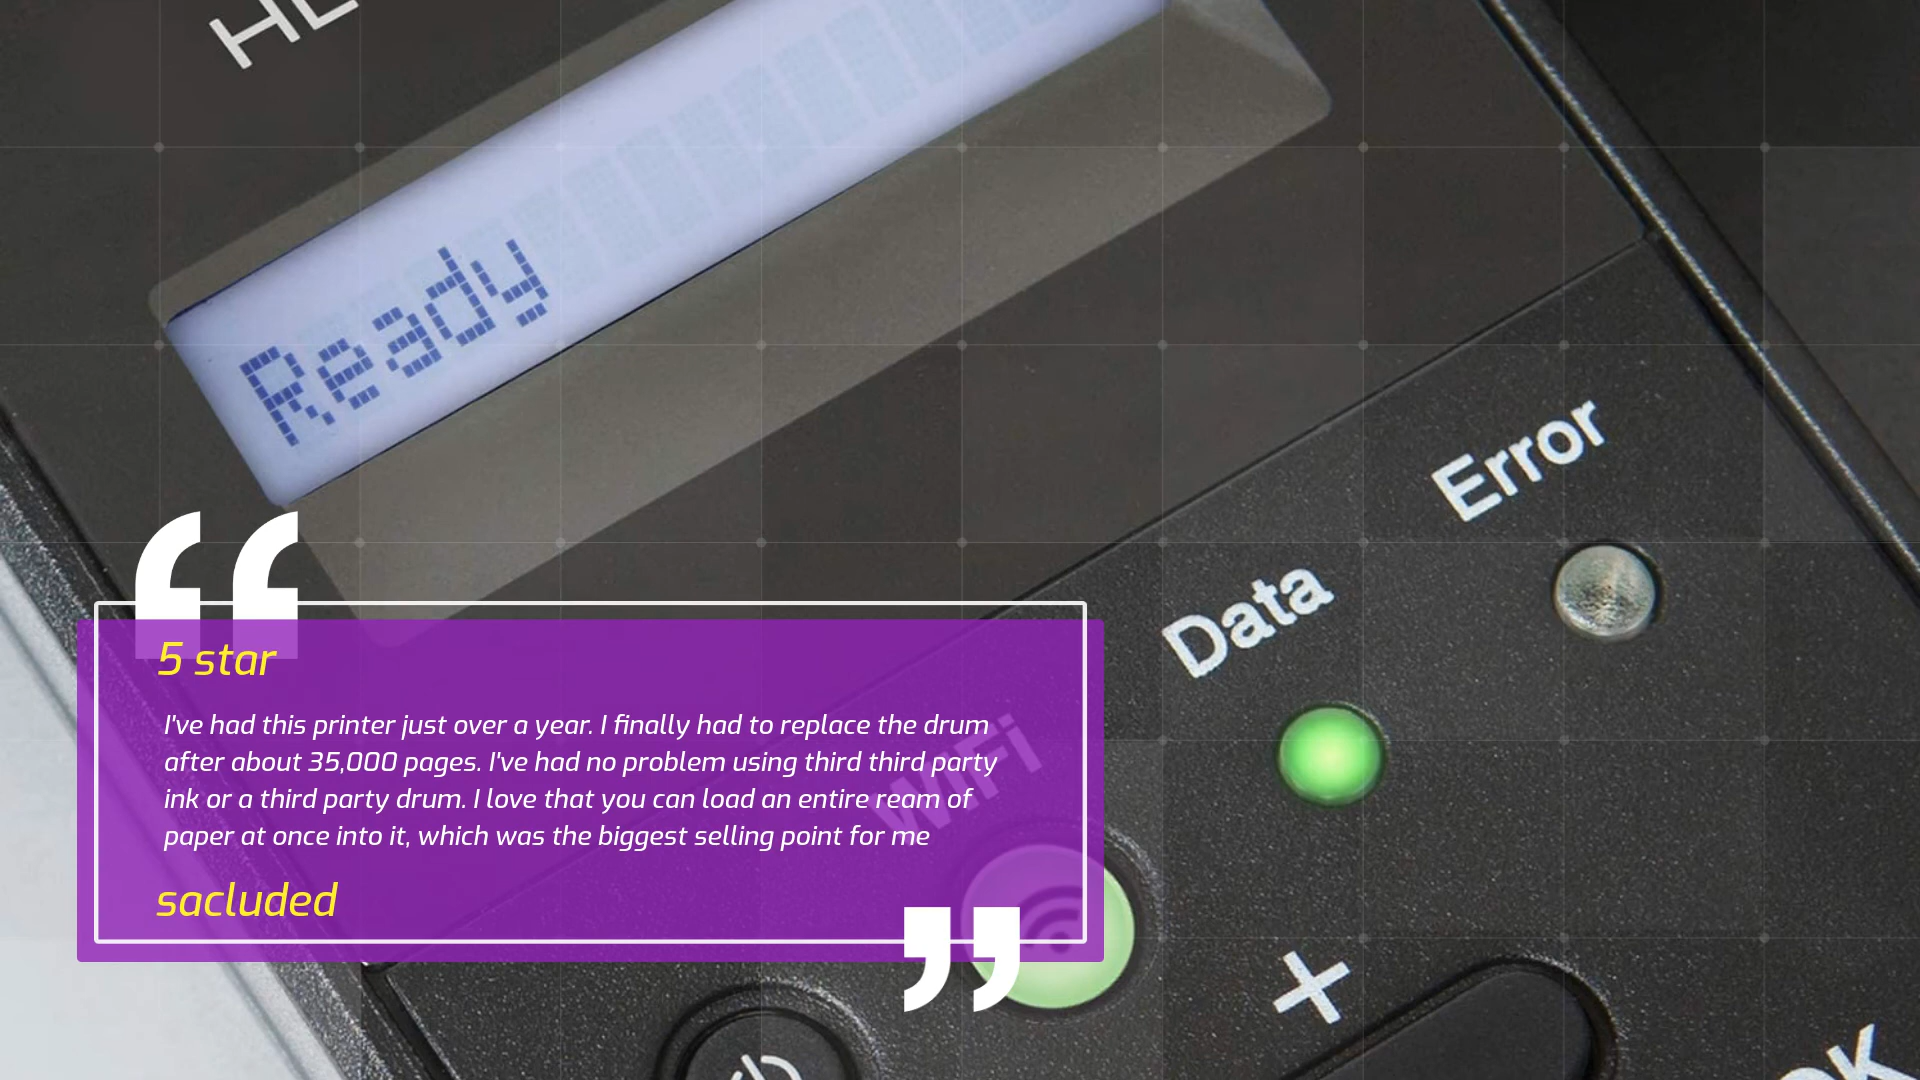 HL
Ready
Error
Data
WiFi
5 star
I've had this printer just over a year. I finally had to replace the drum
after about 35,000 pages. I've had no problem using third third party
ink or a third party drum. I love that you can load an entire ream of
paper at once into it, which was the biggest selling point for me
sacluded
+
OK